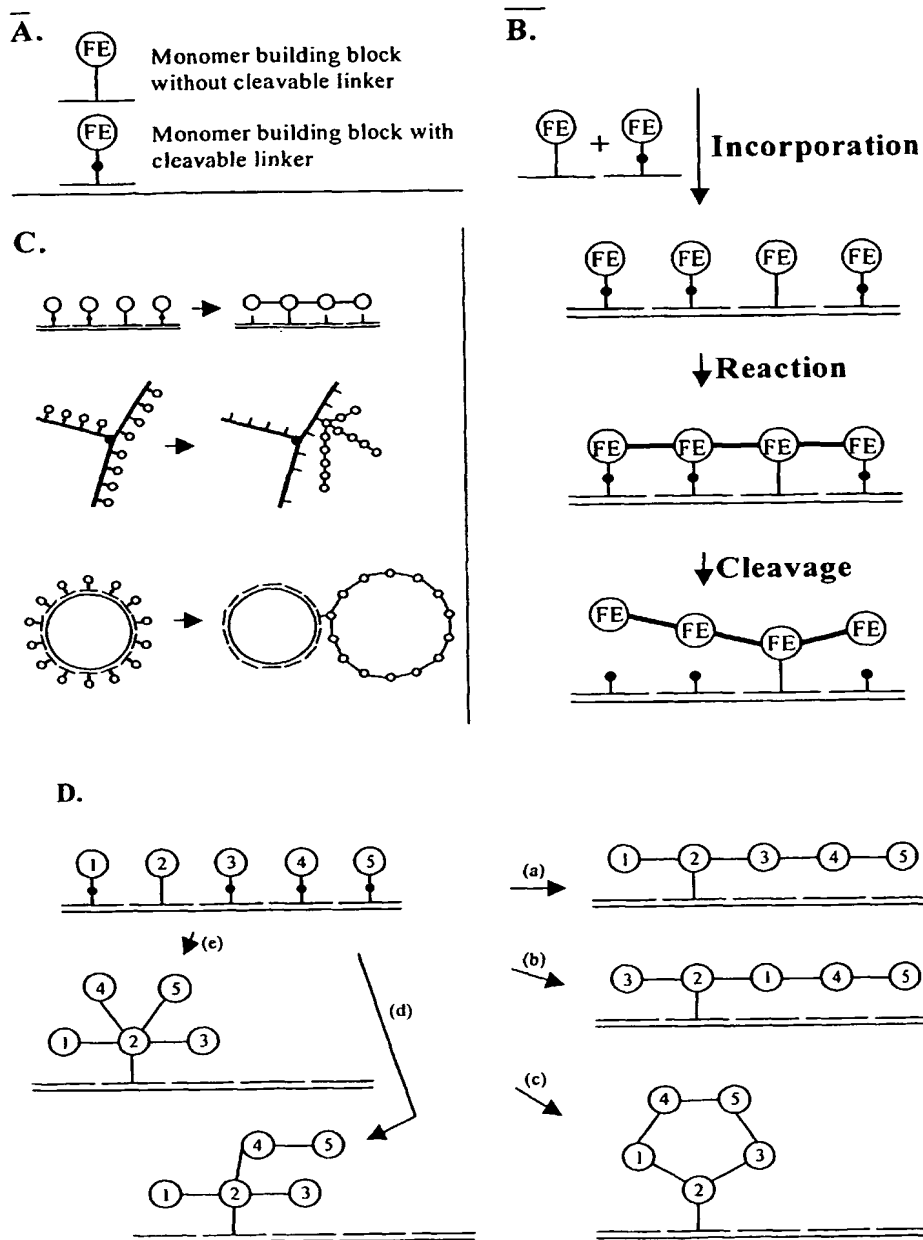 A.
FE
Monomer building block
without cleavable linker
FE
Monomer building block with
cleavable linker
B.
FE + FE
Incorporation
FE FE FE FE
Reaction
FE FE FE FE
Cleavage
FE FE FE FE
C.
D.
1 2 3 4 5
(a)
1 2 3 4 5
(b)
3 2 1 4 5
(c)
4 5
1 3
2
(d)
4 5
1 2 3
(e)
4 5
1 2 3